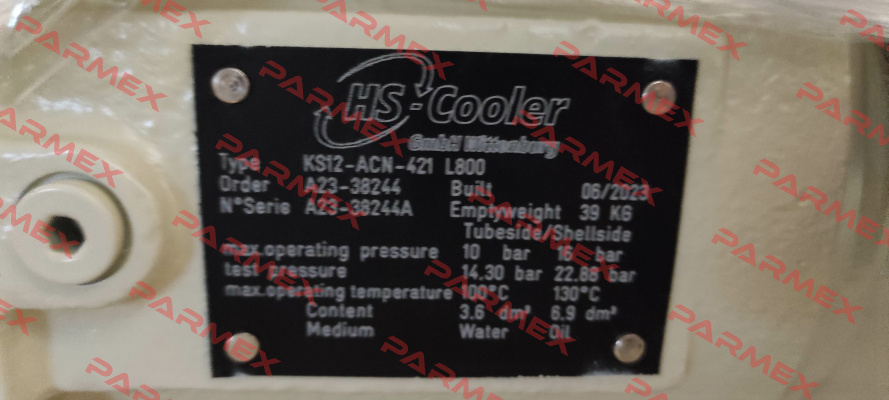 HS-Cooler
GmbH Wittenburg
Type KS12-ACN-421 L800
Order A23-38244 Built 06/2023
N°Serie A23-38244A Emptyweight 39 KG
Tubeside/Shellside
max.operating pressure 10 bar 16 bar
test pressure 14.30 bar 22.88 bar
max.operating temperature 100°C 130°C
Content 3.6 dm³ 6.9 dm³
Medium Water Oil
PARMEX